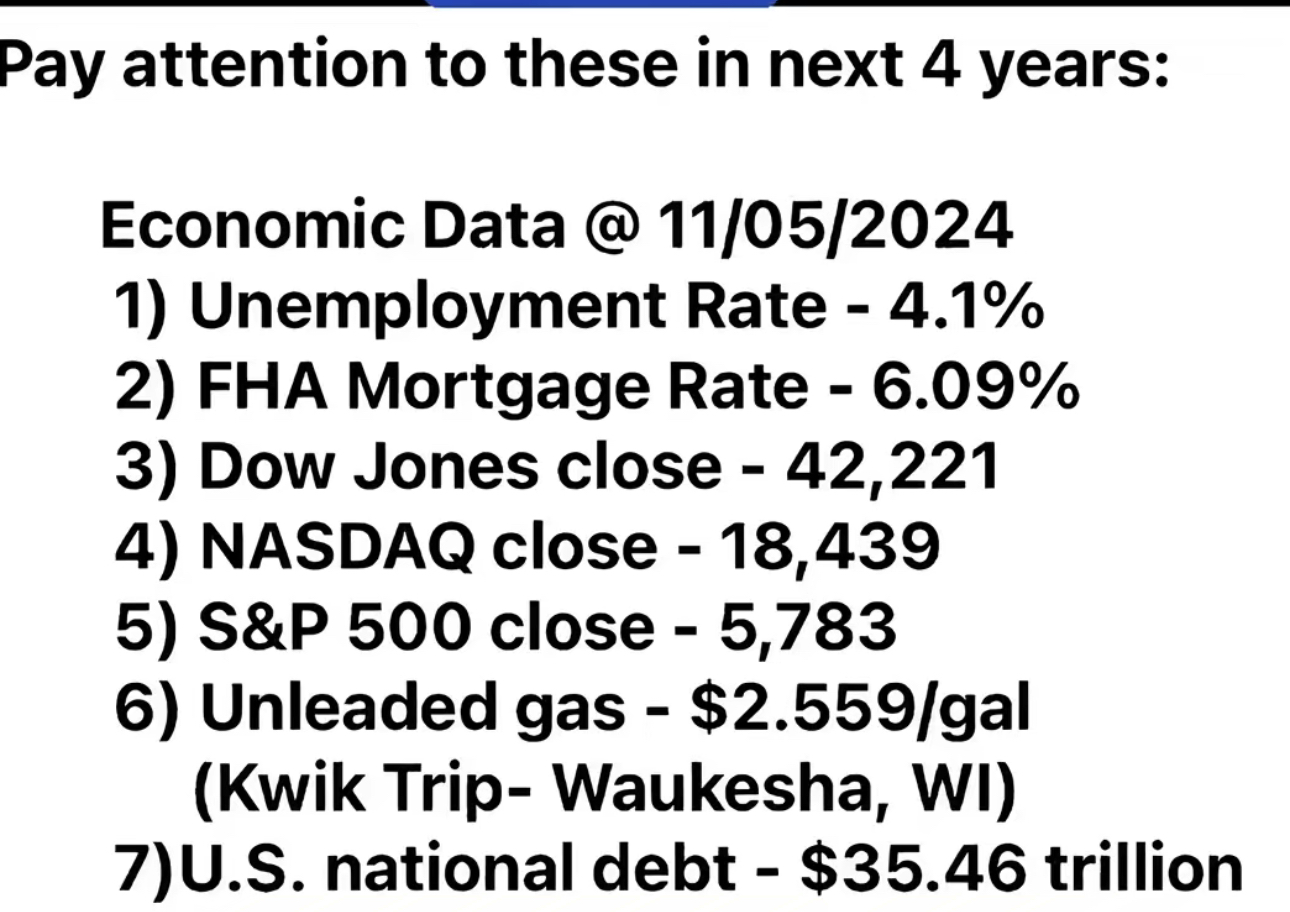 Pay attention to these in next 4 years:
Economic Data @ 11/05/2024
1) Unemployment Rate - 4.1%
2) FHA Mortgage Rate - 6.09%
3) Dow Jones close - 42,221
4) NASDAQ close - 18,439
5) S&P 500 close - 5,783
6) Unleaded gas - $2.559/gal
(Kwik Trip- Waukesha, WI)
7)U.S. national debt - $35.46 trillion